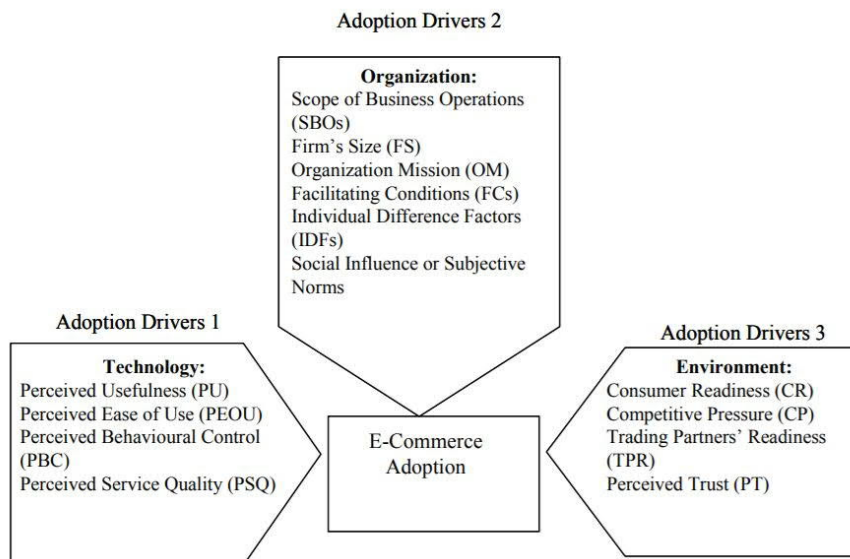 Adoption Drivers 2
Organization:
Scope of Business Operations
(SBOs)
Firm's Size (FS)
Organization Mission (OM)
Facilitating Conditions (FCs)
Individual Difference Factors
(IDFs)
Social Influence or Subjective
Norms
Adoption Drivers 1
Technology:
Perceived Usefulness (PU)
Perceived Ease of Use (PEOU)
Perceived Behavioural Control
(PBC)
Perceived Service Quality (PSQ)
E-Commerce
Adoption
Adoption Drivers 3
Environment:
Consumer Readiness (CR)
Competitive Pressure (CP)
Trading Partners' Readiness
(TPR)
Perceived Trust (PT)